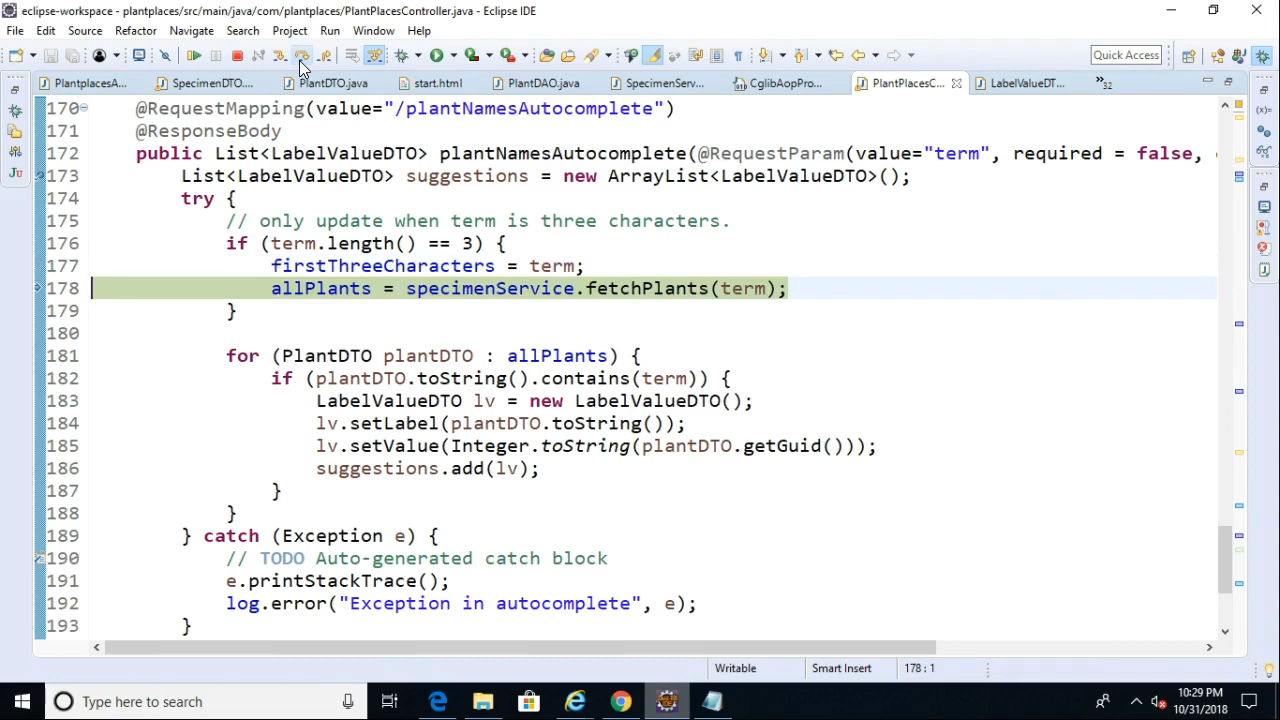 eclipse-workspace - plantplaces/src/main/java/com/plantplaces/PlantPlacesController.java - Eclipse IDE
File Edit Source Refactor Navigate Search Project Run Window Help
Quick Access
PlantplacesA... SpecimenDTO.... PlantDTO.java start.html PlantDAO.java SpecimenServ... CglibAopPro... PlantPlacesC... LabelValueDT... »32
170 @RequestMapping(value="/plantNamesAutocomplete")
171 @ResponseBody
172 public List<LabelValueDTO> plantNamesAutocomplete(@RequestParam(value="term", required = false,
173 List<LabelValueDTO> suggestions = new ArrayList<LabelValueDTO>();
174 try {
175 // only update when term is three characters.
176 if (term.length() == 3) {
177 firstThreeCharacters = term;
178 allPlants = specimenService.fetchPlants(term);
179 }
180
181 for (PlantDTO plantDTO : allPlants) {
182 if (plantDTO.toString().contains(term)) {
183 LabelValueDTO lv = new LabelValueDTO();
184 lv.setLabel(plantDTO.toString());
185 lv.setValue(Integer.toString(plantDTO.getGuid()));
186 suggestions.add(lv);
187 }
188 }
189 } catch (Exception e) {
190 // TODO Auto-generated catch block
191 e.printStackTrace();
192 log.error("Exception in autocomplete", e);
193 }
Writable Smart Insert 178 : 1
Type here to search
10:29 PM
10/31/2018